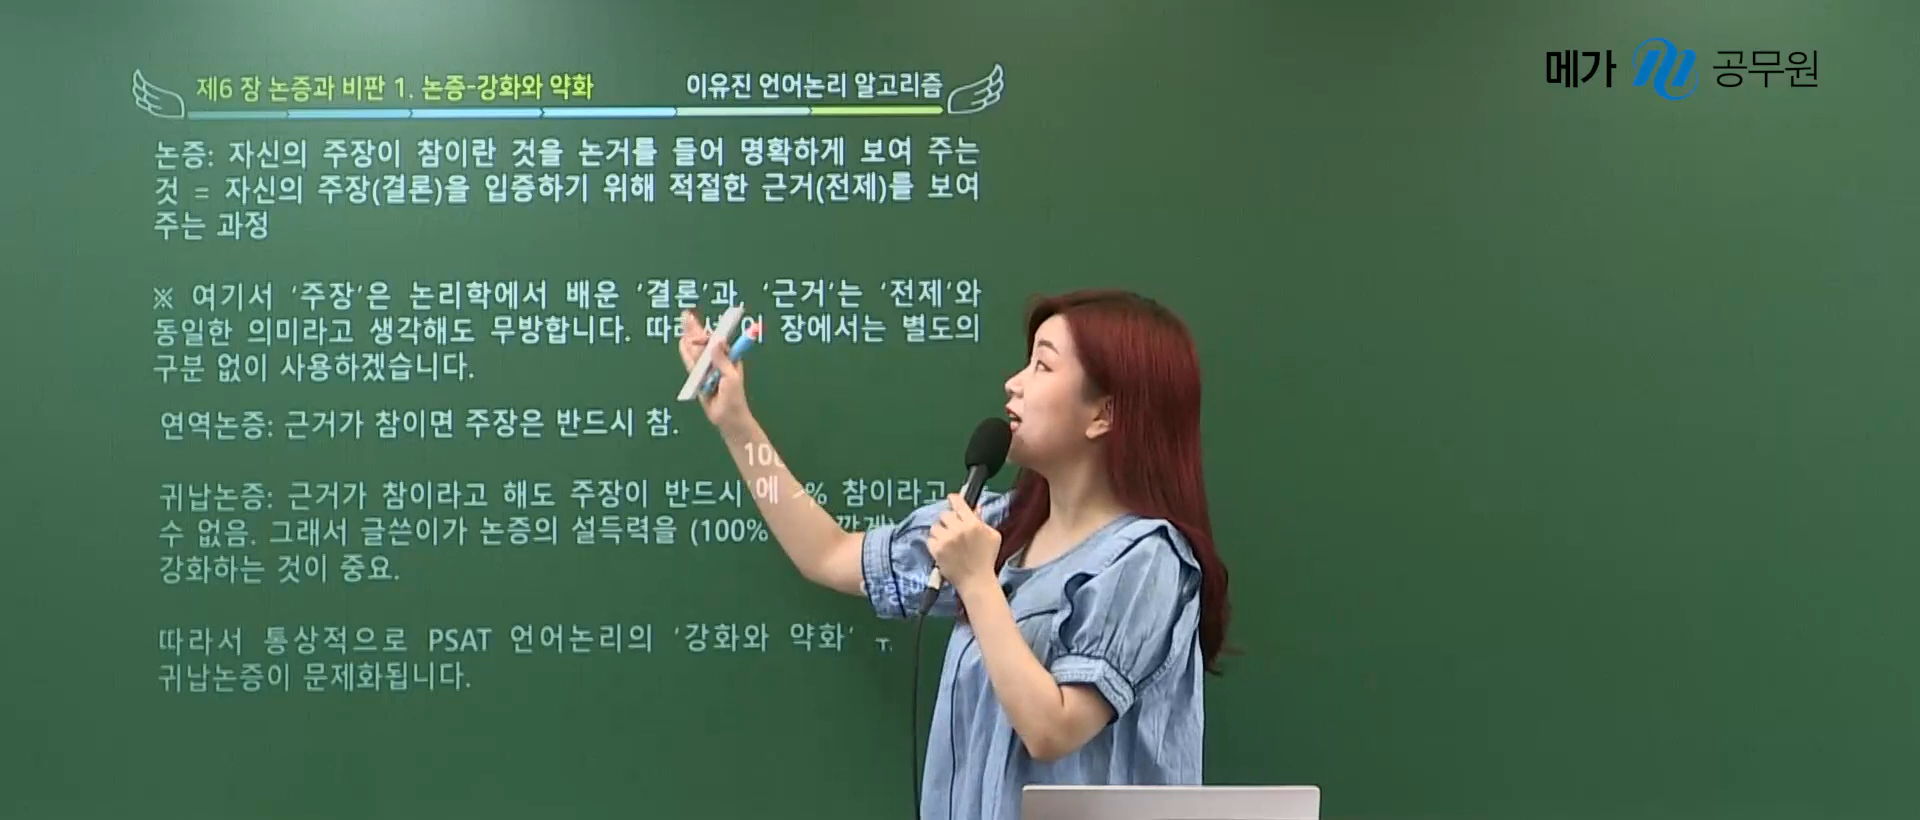 메가 공무원
제6 장 논증과 비판 1. 논증-강화와 약화 이유진 언어논리 알고리즘
논증: 자신의 주장이 참이란 것을 논거를 들어 명확하게 보여 주는
것 = 자신의 주장(결론)을 입증하기 위해 적절한 근거(전제)를 보여
주는 과정
※ 여기서 '주장'은 논리학에서 배운 '결론'과, '근거'는 '전제'와
동일한 의미라고 생각해도 무방합니다. 장에서는 별도의
구분 없이 사용하겠습니다.
연역논증: 근거가 참이면 주장은 반드시 참.
귀납논증: 근거가 참이라고 해도 주장이 반드시 % 참이라고
수 없음. 그래서 글쓴이가 논증의 설득력을 (100%
강화하는 것이 중요.
따라서 통상적으로 PSAT 언어논리의 '강화와 약화'
귀납논증이 문제화됩니다.